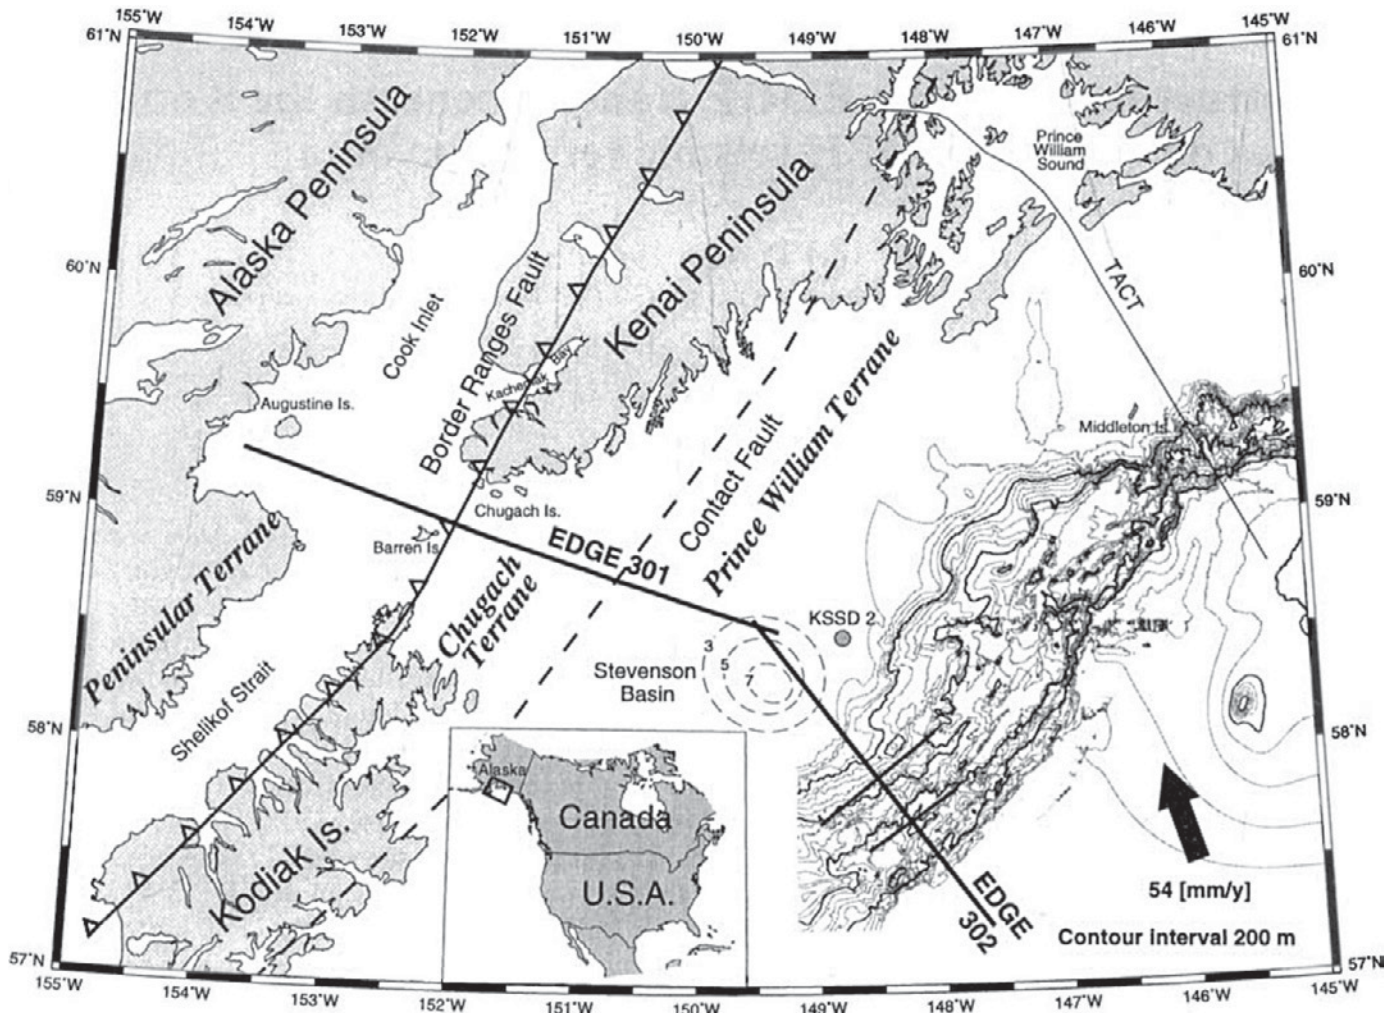 155°W
154°W
153°W
152°W
151°W
150°W
149°W
148°W
147°W
146°W
145°W
61°N
61°N
Alaska Peninsula
Prince
William
Sound
Kenai Peninsula
60°N
60°N
TACT
Cook Inlet
Border Ranges Fault
Kachemak
Bay
Augustine Is.
Contact Fault
Prince William Terrane
Middleton Is.
59°N
59°N
Chugach Is.
Barren Is.
EDGE 301
Chugach
Terrane
Peninsular Terrane
KSSD 2
3
5
7
Stevenson
Basin
Shelikof Strait
58°N
58°N
Alaska
Canada
U.S.A.
Kodiak Is.
EDGE
302
54 [mm/y]
Contour interval 200 m
57°N
57°N
155°W
154°W
153°W
152°W
151°W
150°W
149°W
148°W
147°W
146°W
145°W